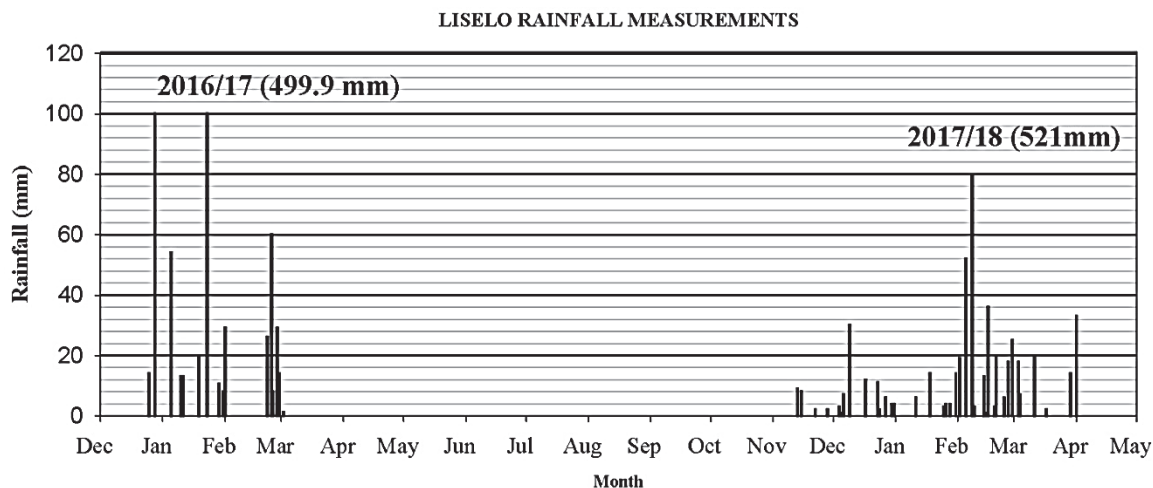 LISELO RAINFALL MEASUREMENTS
120
2016/17 (499.9 mm)
100
2017/18 (521mm)
80
60
40
20
0
Rainfall (mm)
Dec Jan Feb Mar Apr May Jun Jul Aug Sep Oct Nov Dec Jan Feb Mar Apr May
Month